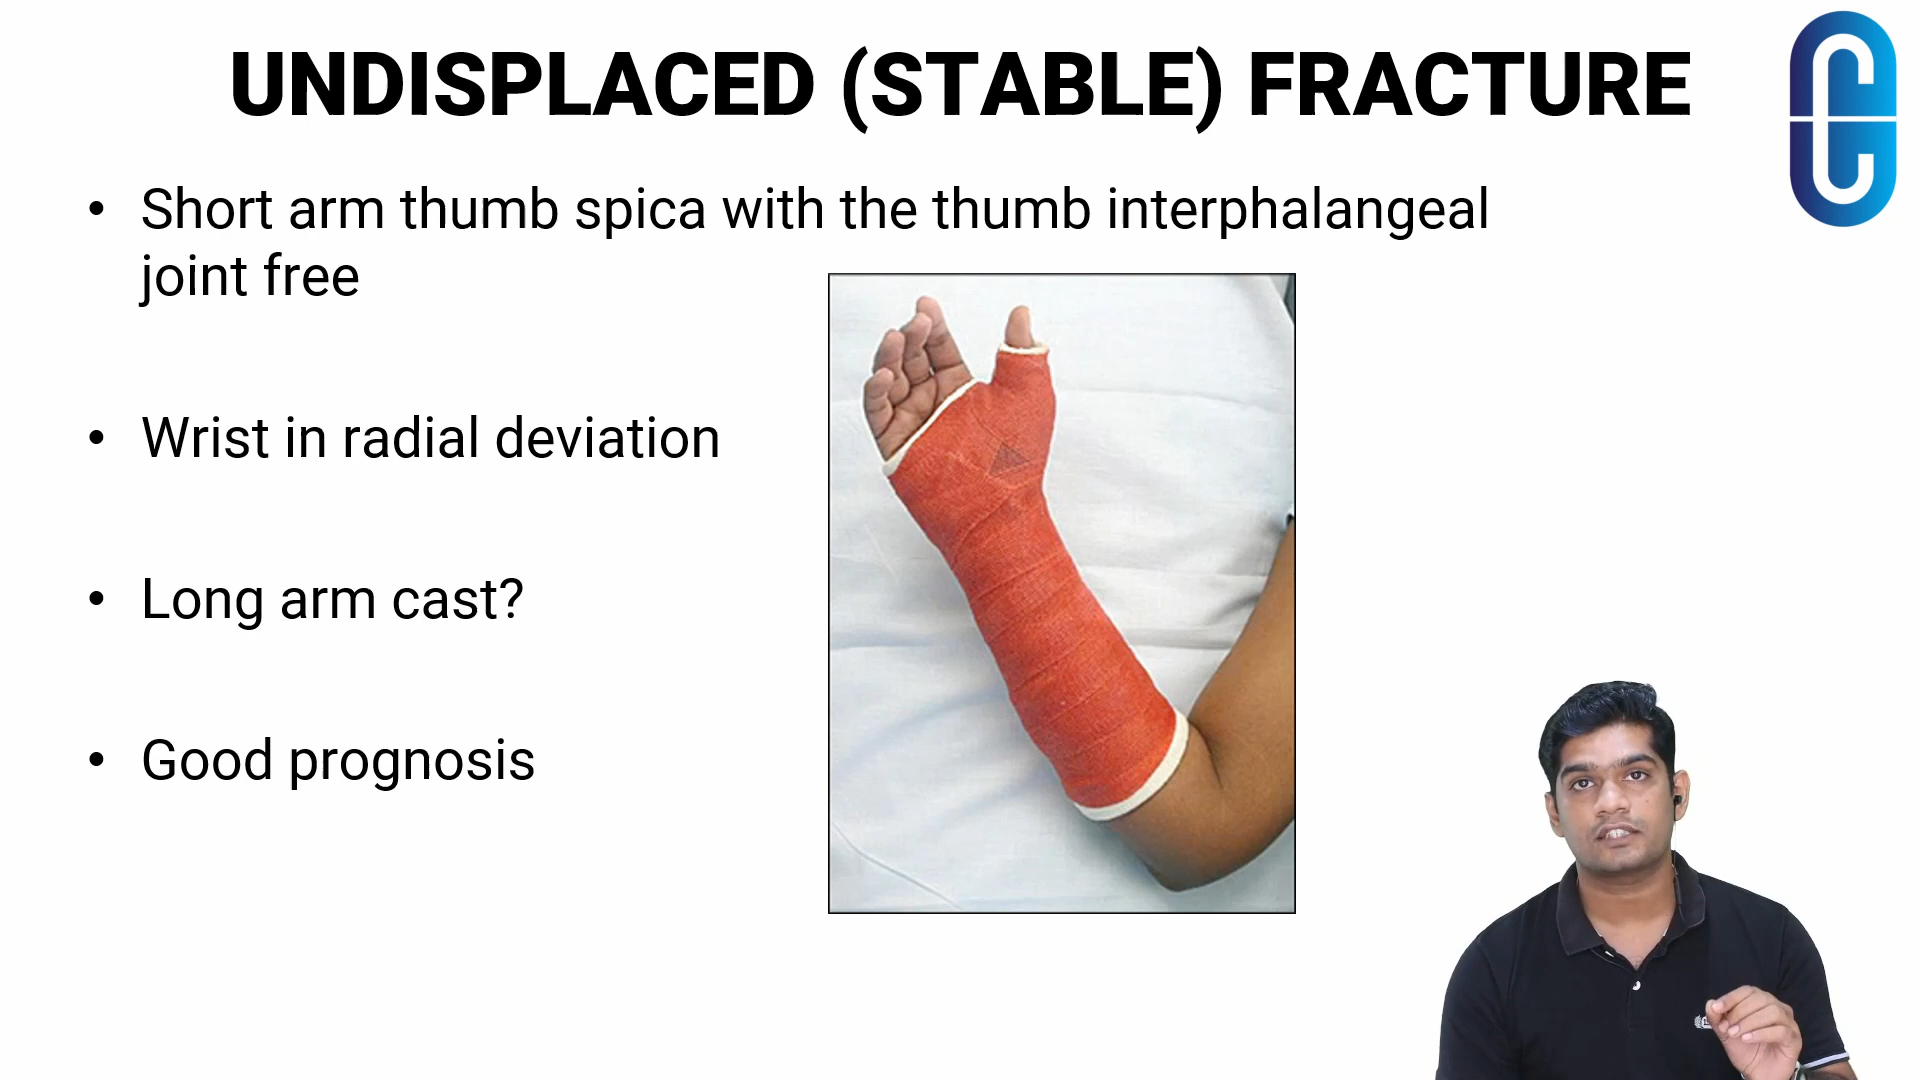 UNDISPLACED (STABLE) FRACTURE
• Short arm thumb spica with the thumb interphalangeal
joint free
• Wrist in radial deviation
• Long arm cast?
• Good prognosis